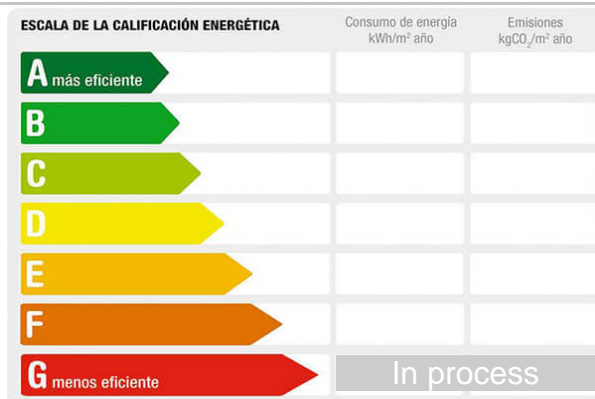 ESCALA DE LA CALIFICACIÓN ENERGÉTICA
Consumo de energía
kWh/m² año
Emisiones
kgCO₂/m² año
A más eficiente
B
C
D
E
F
G menos eficiente
In process